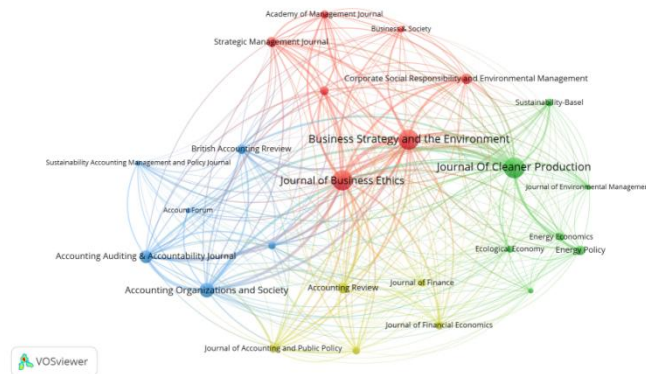 Academy of Management Journal
Business & Society
Strategic Management Journal
Corporate Social Responsibility and Environmental Management
Sustainability-Basel
Business Strategy and the Environment
British Accounting Rreview
Sustainability Accounting Management and Policy Journal
Journal Of Cleaner Production
Journal of Business Ethics
Journal of Environmental Management
Account Forum
Energy Economics
Ecological Economy
Energy Policy
Accounting Auditing & Accountability Journal
Journal of Finance
Accounting Review
Accounting Organizations and Society
Journal of Financial Economics
Journal of Accounting and Public Policy
VOSviewer